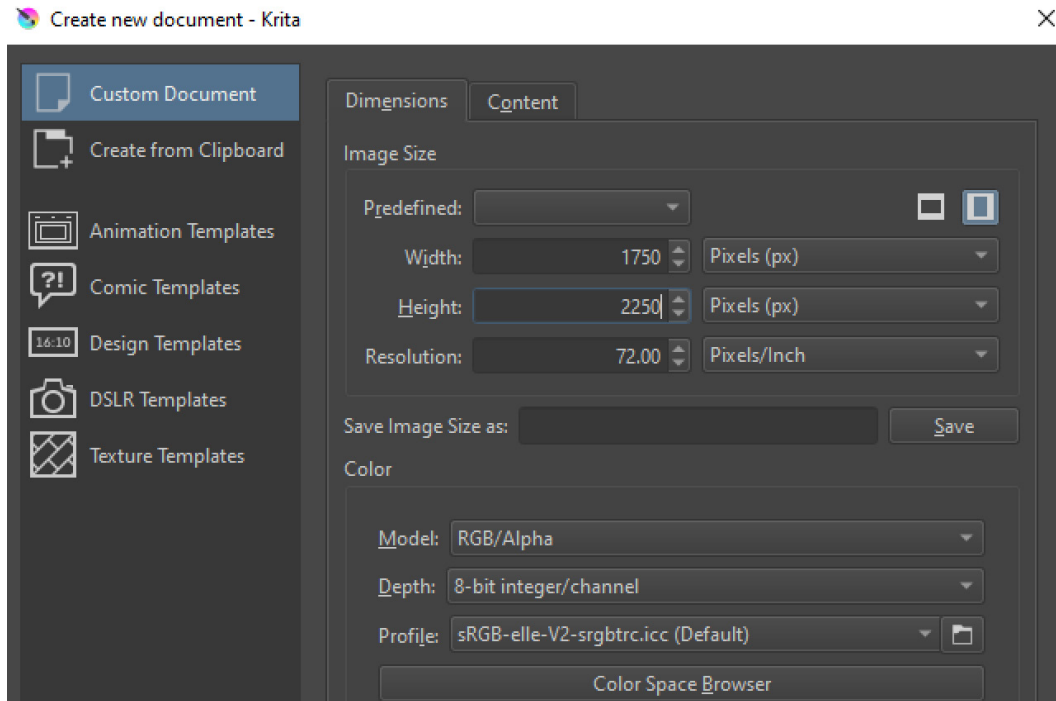 Create new document - Krita
Custom Document
Create from Clipboard
Animation Templates
?!
Comic Templates
16:10
Design Templates
DSLR Templates
Texture Templates
Dimensions
Content
Image Size
Predefined:
Width: 1750 Pixels (px)
Height: 2250 Pixels (px)
Resolution: 72.00 Pixels/Inch
Save Image Size as: Save
Color
Model: RGB/Alpha
Depth: 8-bit integer/channel
Profile: sRGB-elle-V2-srgbtrc.icc (Default)
Color Space Browser